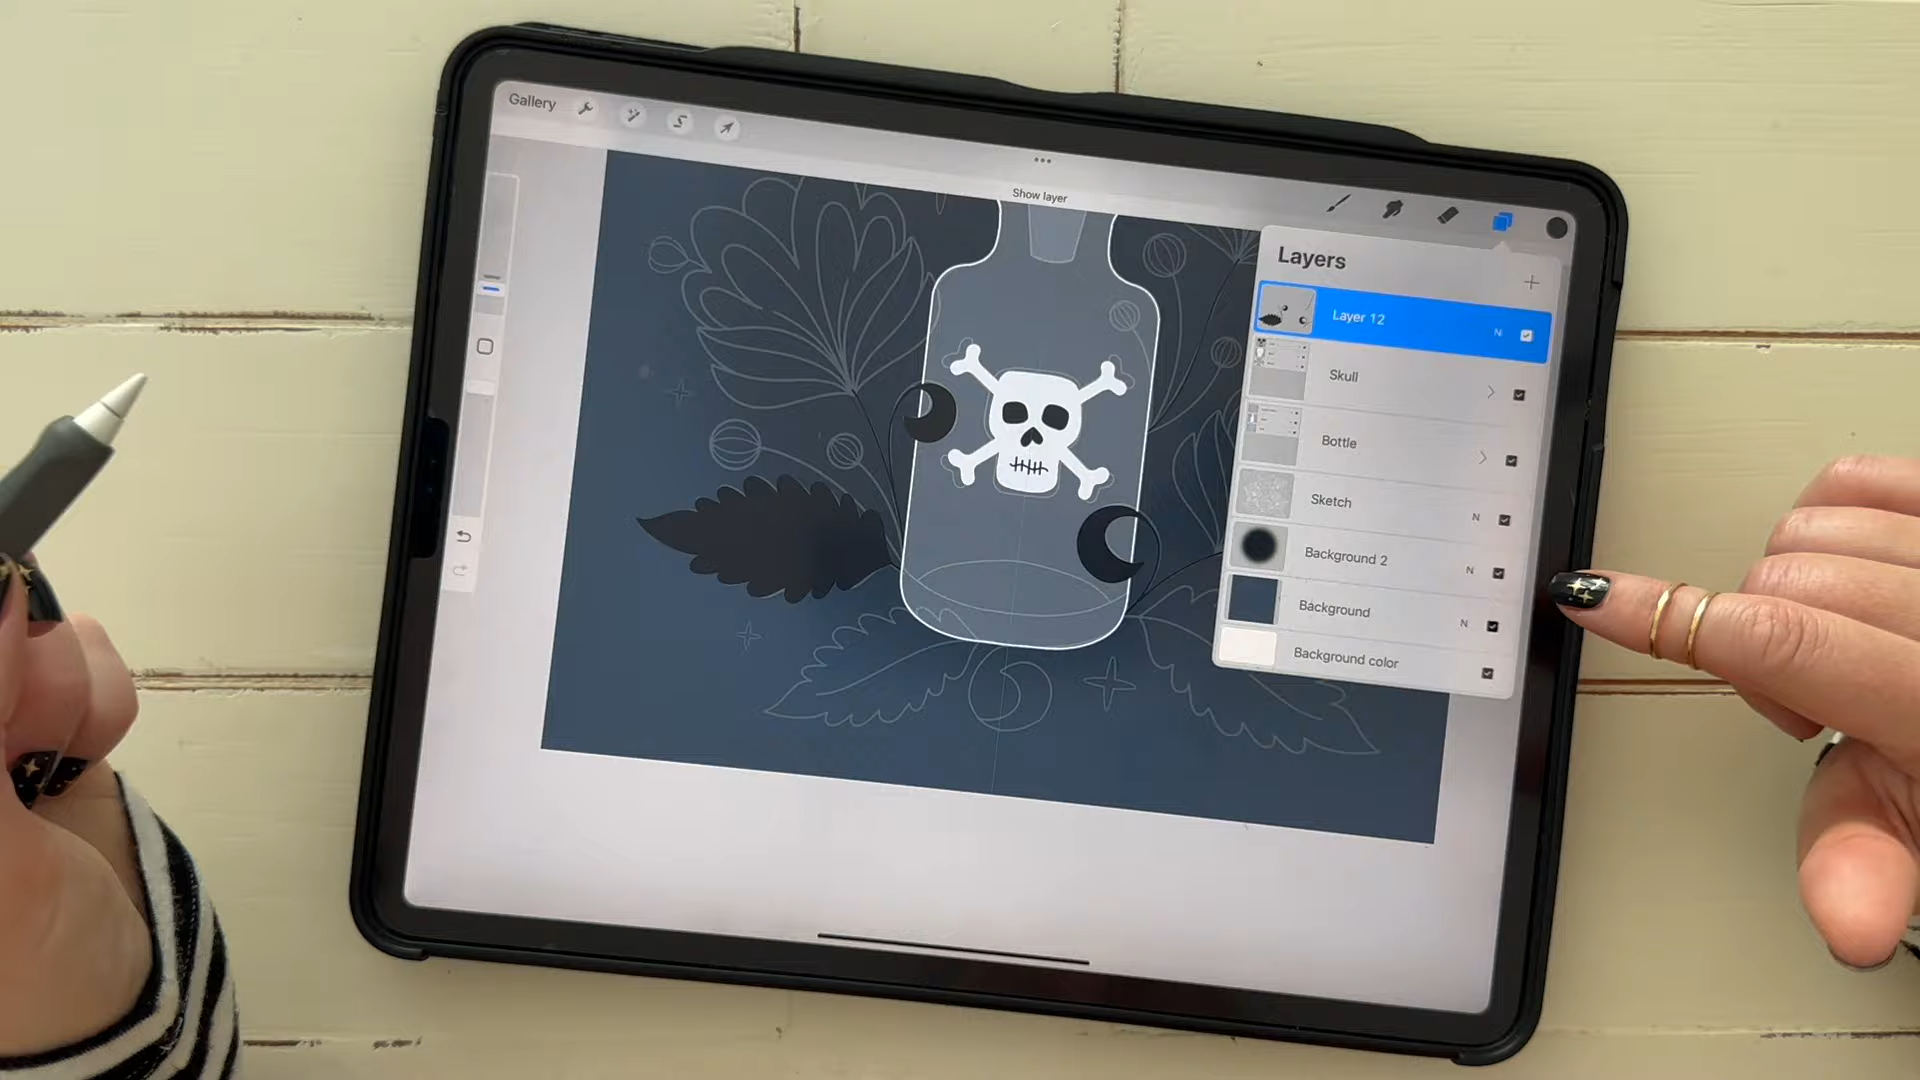 Gallery
Show layer
Layers
Layer 12 N
Skull
Bottle
Sketch N
Background 2 N
Background N
Background color